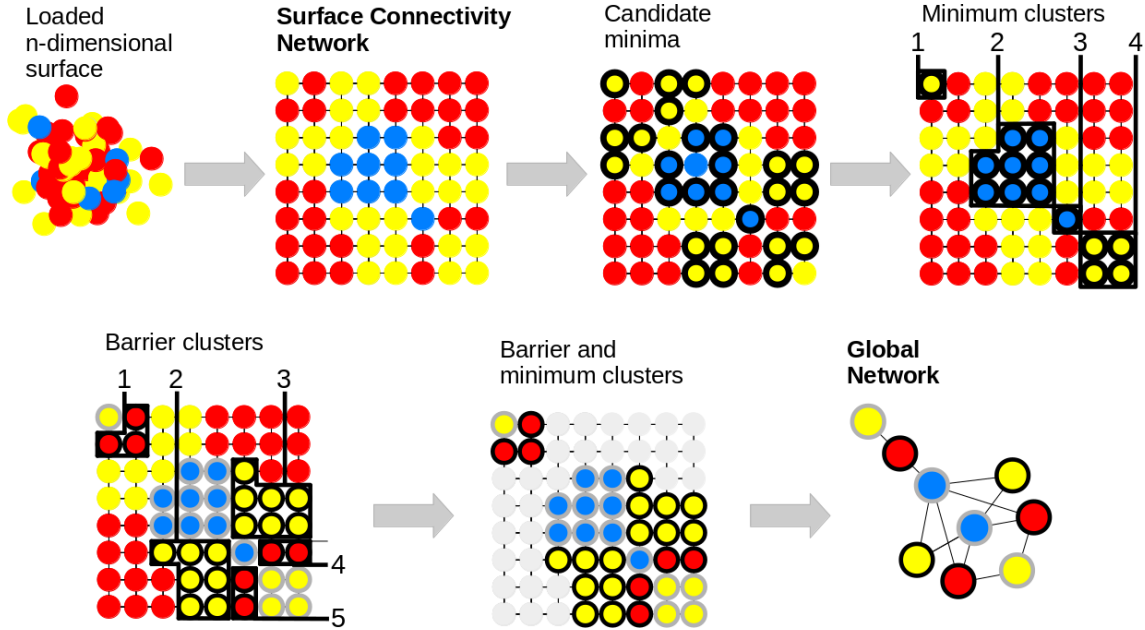 Loaded
n-dimensional
surface
Surface Connectivity
Network
Candidate
minima
Minimum clusters
1 2 3 4
Barrier clusters
1 2 3
4
5
Barrier and
minimum clusters
Global
Network